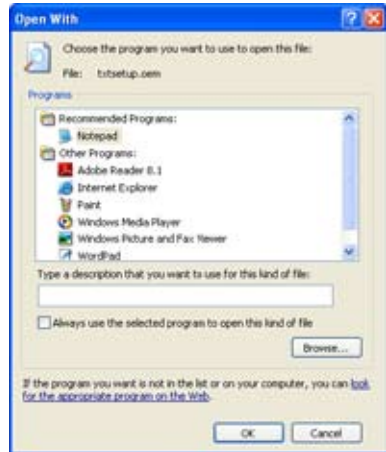 Open With
Choose the program you want to use to open this file:
File: txtsetup.oem
Programs
Recommended Programs:
Notepad
Other Programs:
Adobe Reader 8.1
Internet Explorer
Paint
Windows Media Player
Windows Picture and Fax Viewer
WordPad
Type a description that you want to use for this kind of file:
Always use the selected program to open this kind of file
Browse...
If the program you want is not in the list or on your computer, you can look
for the appropriate program on the Web.
OK Cancel